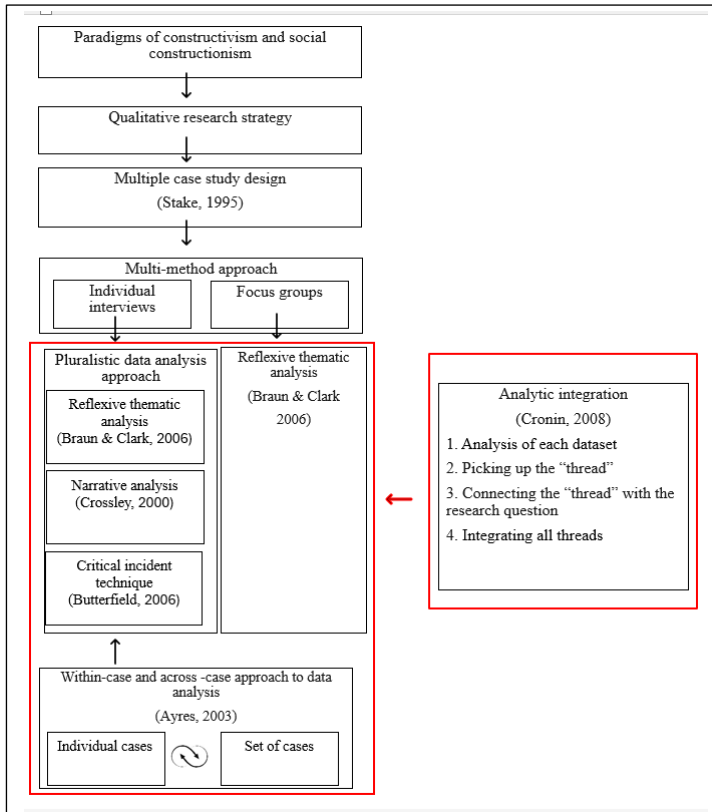 Paradigms of constructivism and social
constructionism
Qualitative research strategy
Multiple case study design
(Stake, 1995)
Multi-method approach
Individual
interviews
Focus groups
Pluralistic data analysis
approach
Reflexive thematic
analysis
(Braun & Clark, 2006)
Narrative analysis
(Crossley, 2000)
Critical incident
technique
(Butterfield, 2006)
Reflexive thematic
analysis
(Braun & Clark
2006)
Analytic integration
(Cronin, 2008)
1. Analysis of each dataset
2. Picking up the “thread”
3. Connecting the “thread” with the
research question
4. Integrating all threads
Within-case and across -case approach to data
analysis
(Ayres, 2003)
Individual cases
Set of cases